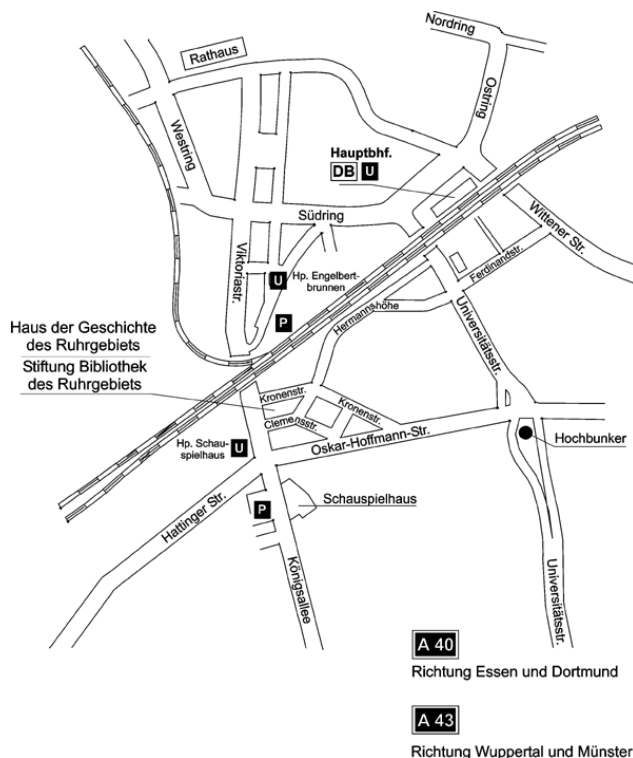 Nordring
Rathaus
Ostring
Westring
Hauptbhf.
DB U
Südring
Wittener Str.
Viktoriastr.
U Hp. Engelbert-
brunnen
Ferdinandstr.
P
Hermannshöhe
Universitätsstr.
Haus der Geschichte
des Ruhrgebiets
Stiftung Bibliothek
des Ruhrgebiets
Kronenstr.
Kronenstr.
Clemensstr.
Hp. Schau-
spielhaus
U
Oskar-Hoffmann-Str.
Hochbunker
Hattinger Str.
P
Schauspielhaus
Königsallee
Universitätsstr.
A 40
Richtung Essen und Dortmund
A 43
Richtung Wuppertal und Münster